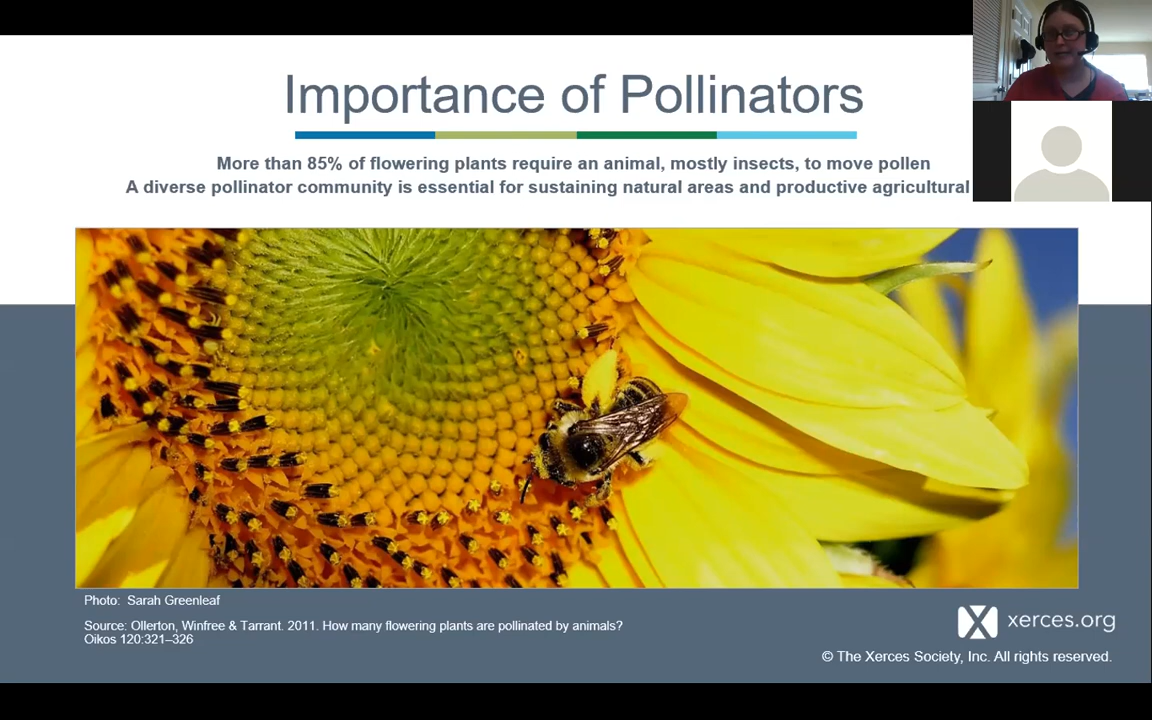 Importance of Pollinators
More than 85% of flowering plants require an animal, mostly insects, to move pollen
A diverse pollinator community is essential for sustaining natural areas and productive agricultural
Photo: Sarah Greenleaf
Source: Ollerton, Winfree & Tarrant. 2011. How many flowering plants are pollinated by animals?
Oikos 120:321–326
X xerces.org
© The Xerces Society, Inc. All rights reserved.